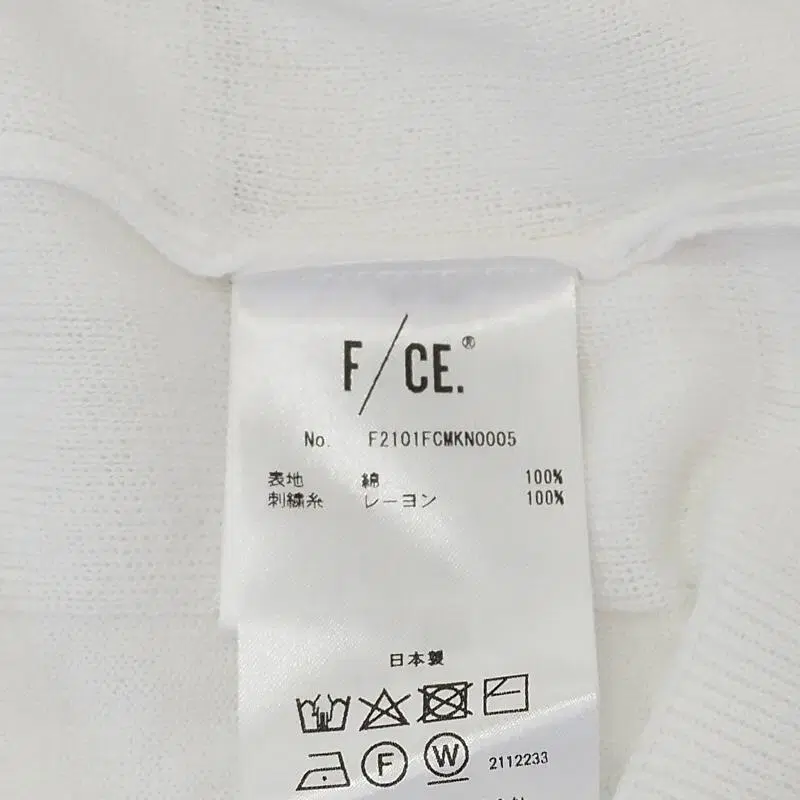 F/CE.®
No. F2101FCMKN0005
表地 綿 100%
刺繍糸 レーヨン 100%
日本製
F W 2112233